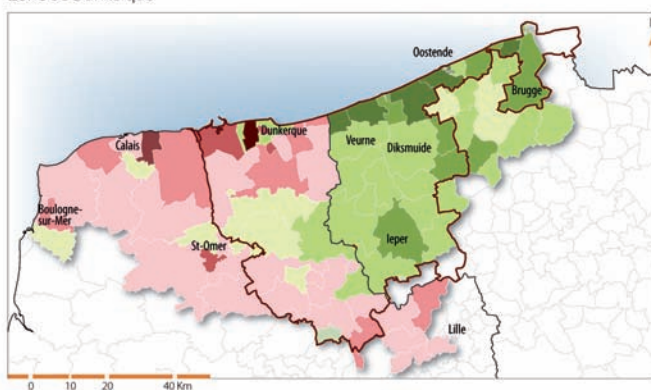 Oostende
Brugge
Dunkerque
Calais
Veurne
Diksmuide
Boulogne-
sur-Mer
Ieper
St-Omer
Lille
0 10 20 40 Km